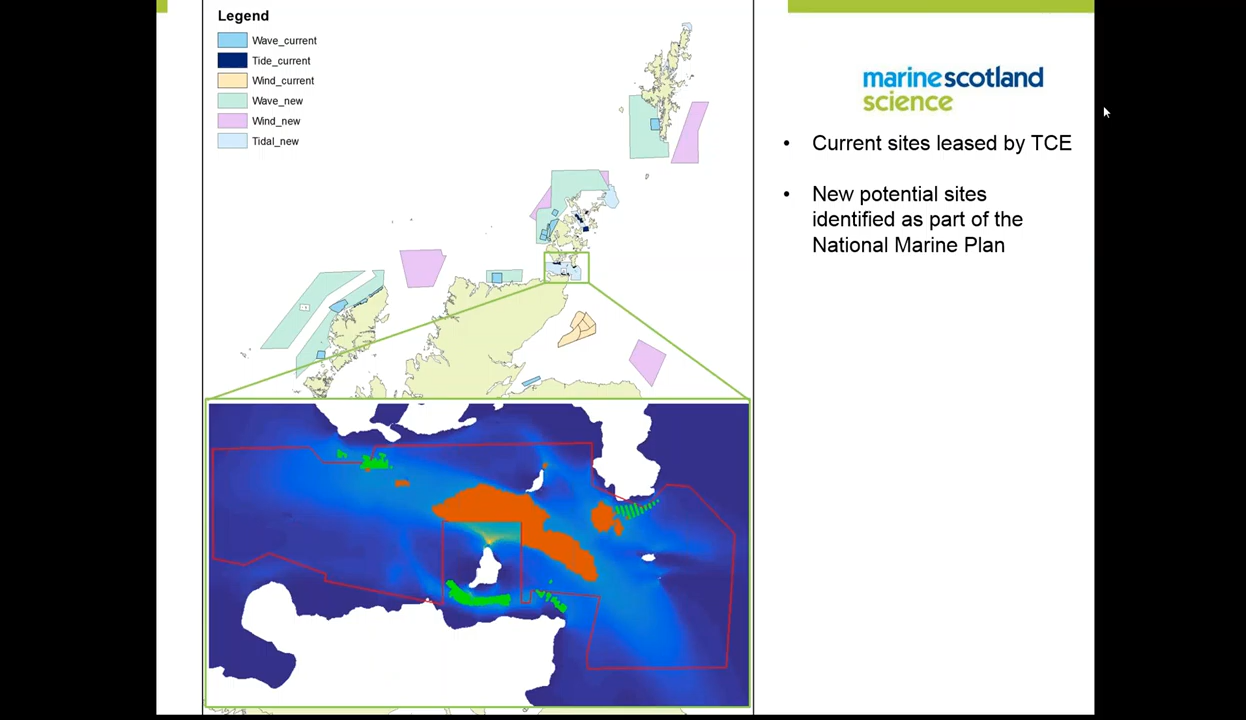 Legend
Wave_current
Tide_current
Wind_current
Wave_new
Wind_new
Tidal_new
marinescotland
science
• Current sites leased by TCE
• New potential sites
identified as part of the
National Marine Plan